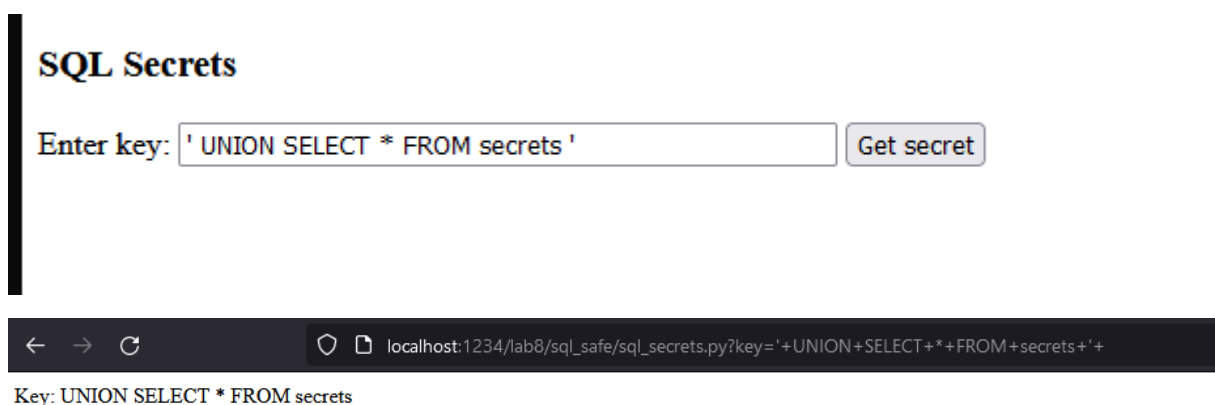 SQL Secrets
Enter key: ' UNION SELECT * FROM secrets ' Get secret
localhost:1234/lab8/sql_safe/sql_secrets.py?key='+UNION+SELECT+*+FROM+secrets+'+
Key: UNION SELECT * FROM secrets